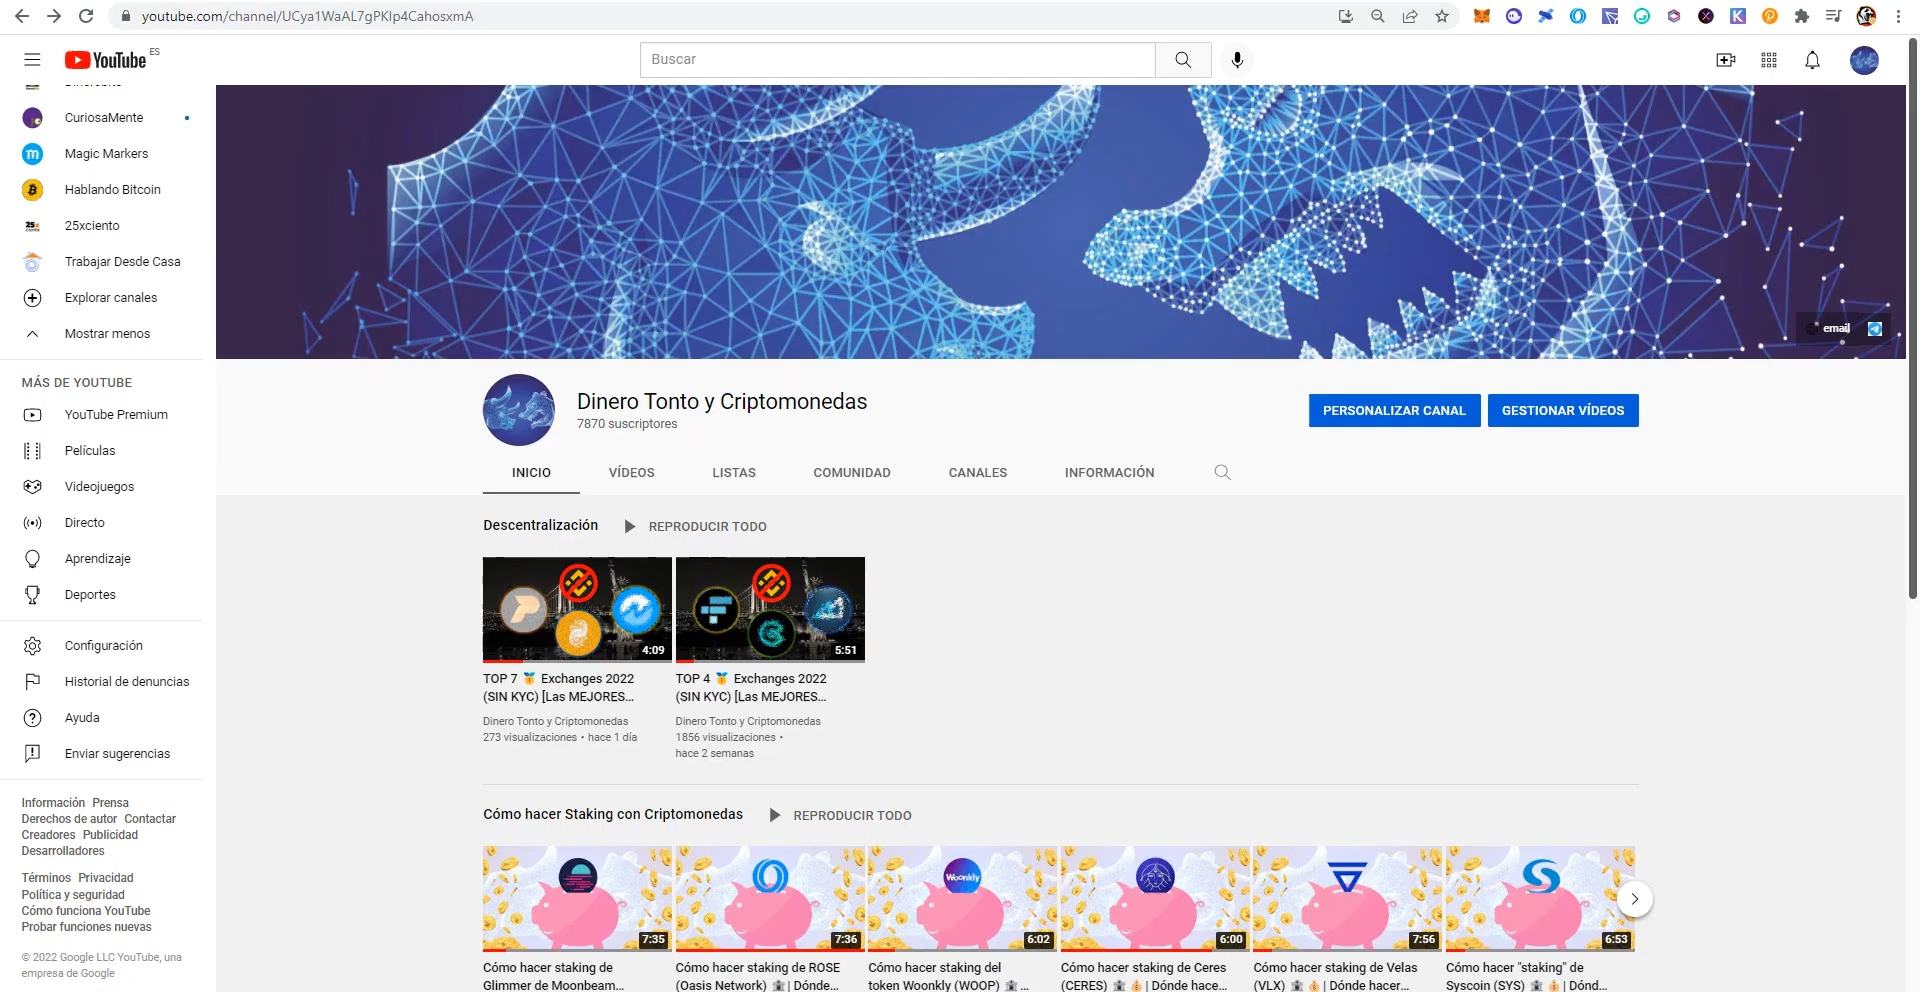 youtube.com/channel/UCya1WaAL7gPKIp4CahosxmA
YouTube ES
Buscar
CuriosaMente
Magic Markers
Hablando Bitcoin
25xciento
Trabajar Desde Casa
Explorar canales
Mostrar menos
MÁS DE YOUTUBE
YouTube Premium
Películas
Videojuegos
Directo
Aprendizaje
Deportes
Configuración
Historial de denuncias
Ayuda
Enviar sugerencias
Información Prensa
Derechos de autor Contactar
Creadores Publicidad
Desarrolladores
Términos Privacidad
Política y seguridad
Cómo funciona YouTube
Probar funciones nuevas
© 2022 Google LLC YouTube, una
empresa de Google
email
Dinero Tonto y Criptomonedas
7870 suscriptores
PERSONALIZAR CANAL
GESTIONAR VÍDEOS
INICIO
VÍDEOS
LISTAS
COMUNIDAD
CANALES
INFORMACIÓN
Descentralización
REPRODUCIR TODO
4:09
TOP 7 🥇 Exchanges 2022
(SIN KYC) [Las MEJORES...
Dinero Tonto y Criptomonedas
273 visualizaciones • hace 1 día
5:51
TOP 4 🥇 Exchanges 2022
(SIN KYC) [Las MEJORES...
Dinero Tonto y Criptomonedas
1856 visualizaciones •
hace 2 semanas
Cómo hacer Staking con Criptomonedas
REPRODUCIR TODO
7:35
Cómo hacer staking de
Glimmer de Moonbeam...
7:36
Cómo hacer staking de ROSE
(Oasis Network) 🏦| Dónde...
Woonkly
6:02
Cómo hacer staking del
token Woonkly (WOOP) 🏦...
6:00
Cómo hacer staking de Ceres
(CERES) 🏦💰| Dónde hace...
7:56
Cómo hacer staking de Velas
(VLX) 🏦💰| Dónde hacer...
6:53
Cómo hacer "staking" de
Syscoin (SYS) 🏦💰| Dónd...